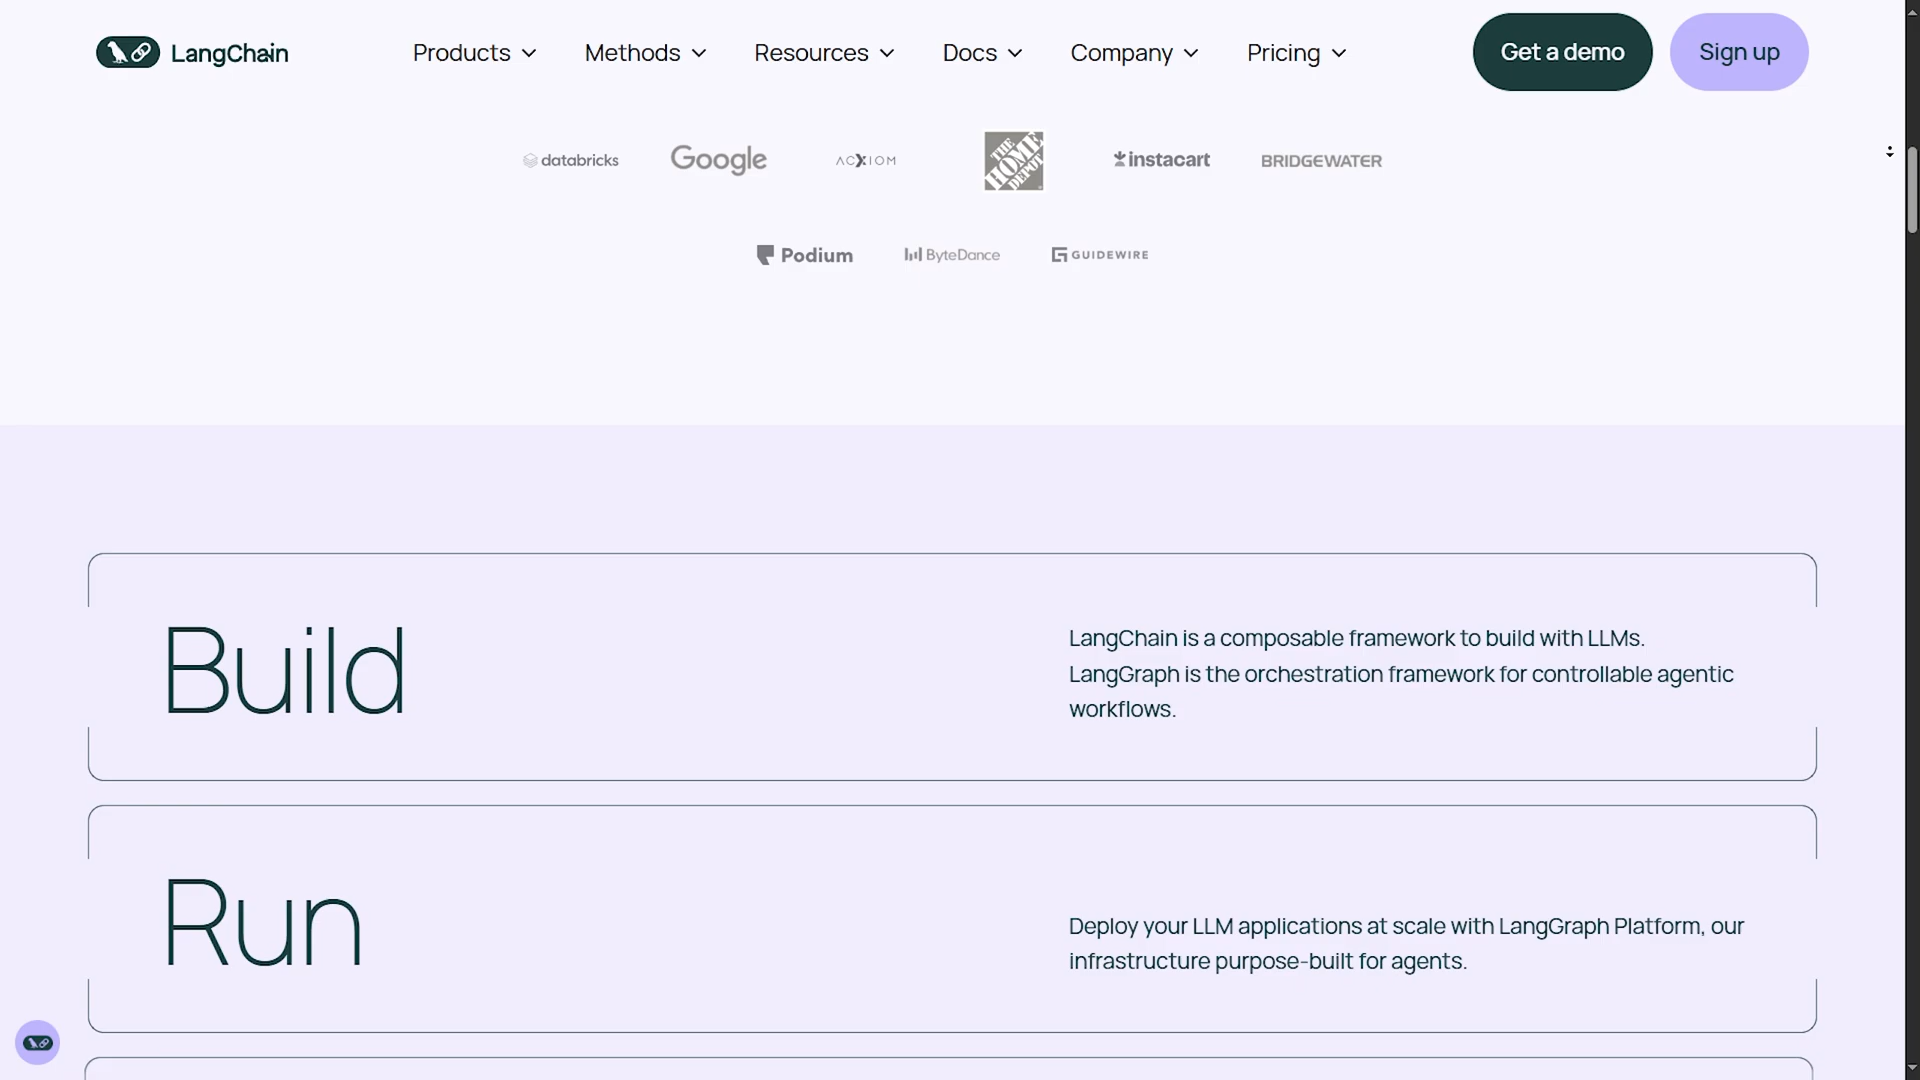 LangChain
Products
Methods
Resources
Docs
Company
Pricing
Get a demo
Sign up
databricks
Google
ACXIOM
THE HOME DEPOT
instacart
BRIDGEWATER
Podium
ByteDance
GUIDEWIRE
Build
LangChain is a composable framework to build with LLMs.
LangGraph is the orchestration framework for controllable agentic
workflows.
Run
Deploy your LLM applications at scale with LangGraph Platform, our
infrastructure purpose-built for agents.